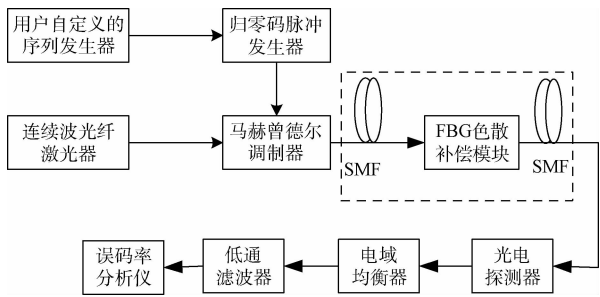 用户自定义的
序列发生器
归零码脉冲
发生器
连续波光纤
激光器
马赫曾德尔
调制器
SMF
FBG色散
补偿模块
SMF
误码率
分析仪
低通
滤波器
电域
均衡器
光电
探测器